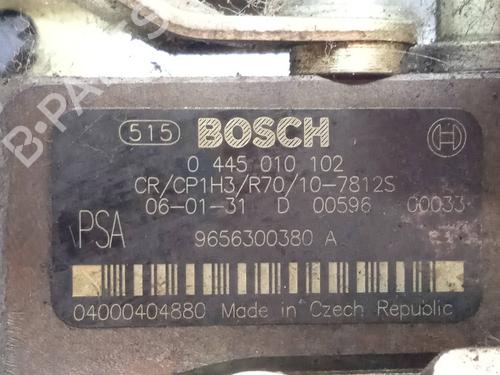 515 BOSCH
0 445 010 102
CR/CP1H3/R70/10-7812S
06-01-31 D 00596 00033
PSA 9656300380 A
04000404880 Made in Czech Republic
B-PARTS